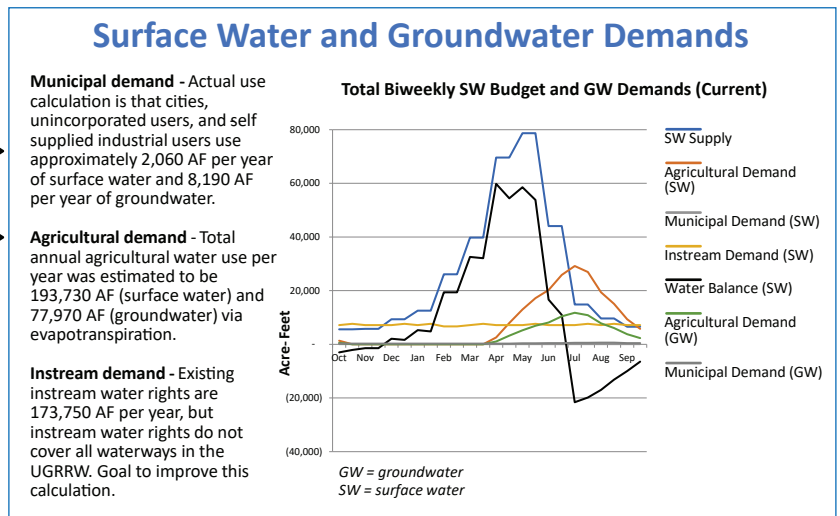 Surface Water and Groundwater Demands
Municipal demand - Actual use
calculation is that cities,
unincorporated users, and self
supplied industrial users use
approximately 2,060 AF per year
of surface water and 8,190 AF
per year of groundwater.
Agricultural demand - Total
annual agricultural water use per
year was estimated to be
193,730 AF (surface water) and
77,970 AF (groundwater) via
evapotranspiration.
Instream demand - Existing
instream water rights are
173,750 AF per year, but
instream water rights do not
cover all waterways in the
UGRRW. Goal to improve this
calculation.
Total Biweekly SW Budget and GW Demands (Current)
80,000
60,000
40,000
20,000
-
(20,000)
(40,000)
Acre- Feet
Oct Nov Dec Jan Feb Mar Apr May Jun Jul Aug Sep
SW Supply
Agricultural Demand
(SW)
Municipal Demand (SW)
Instream Demand (SW)
Water Balance (SW)
Agricultural Demand
(GW)
Municipal Demand (GW)
GW = groundwater
SW = surface water